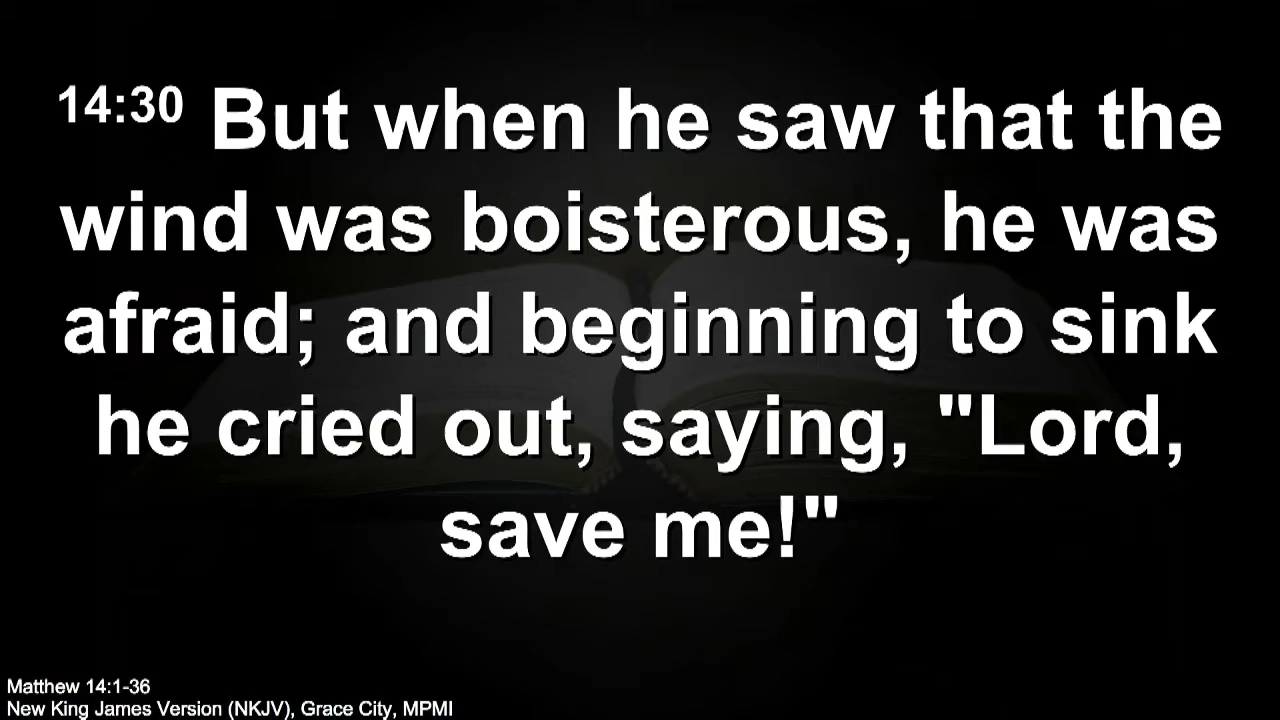 14:30 But when he saw that the
wind was boisterous, he was
afraid; and beginning to sink
he cried out, saying, "Lord,
save me!"
Matthew 14:1-36
New King James Version (NKJV), Grace City, MPMI